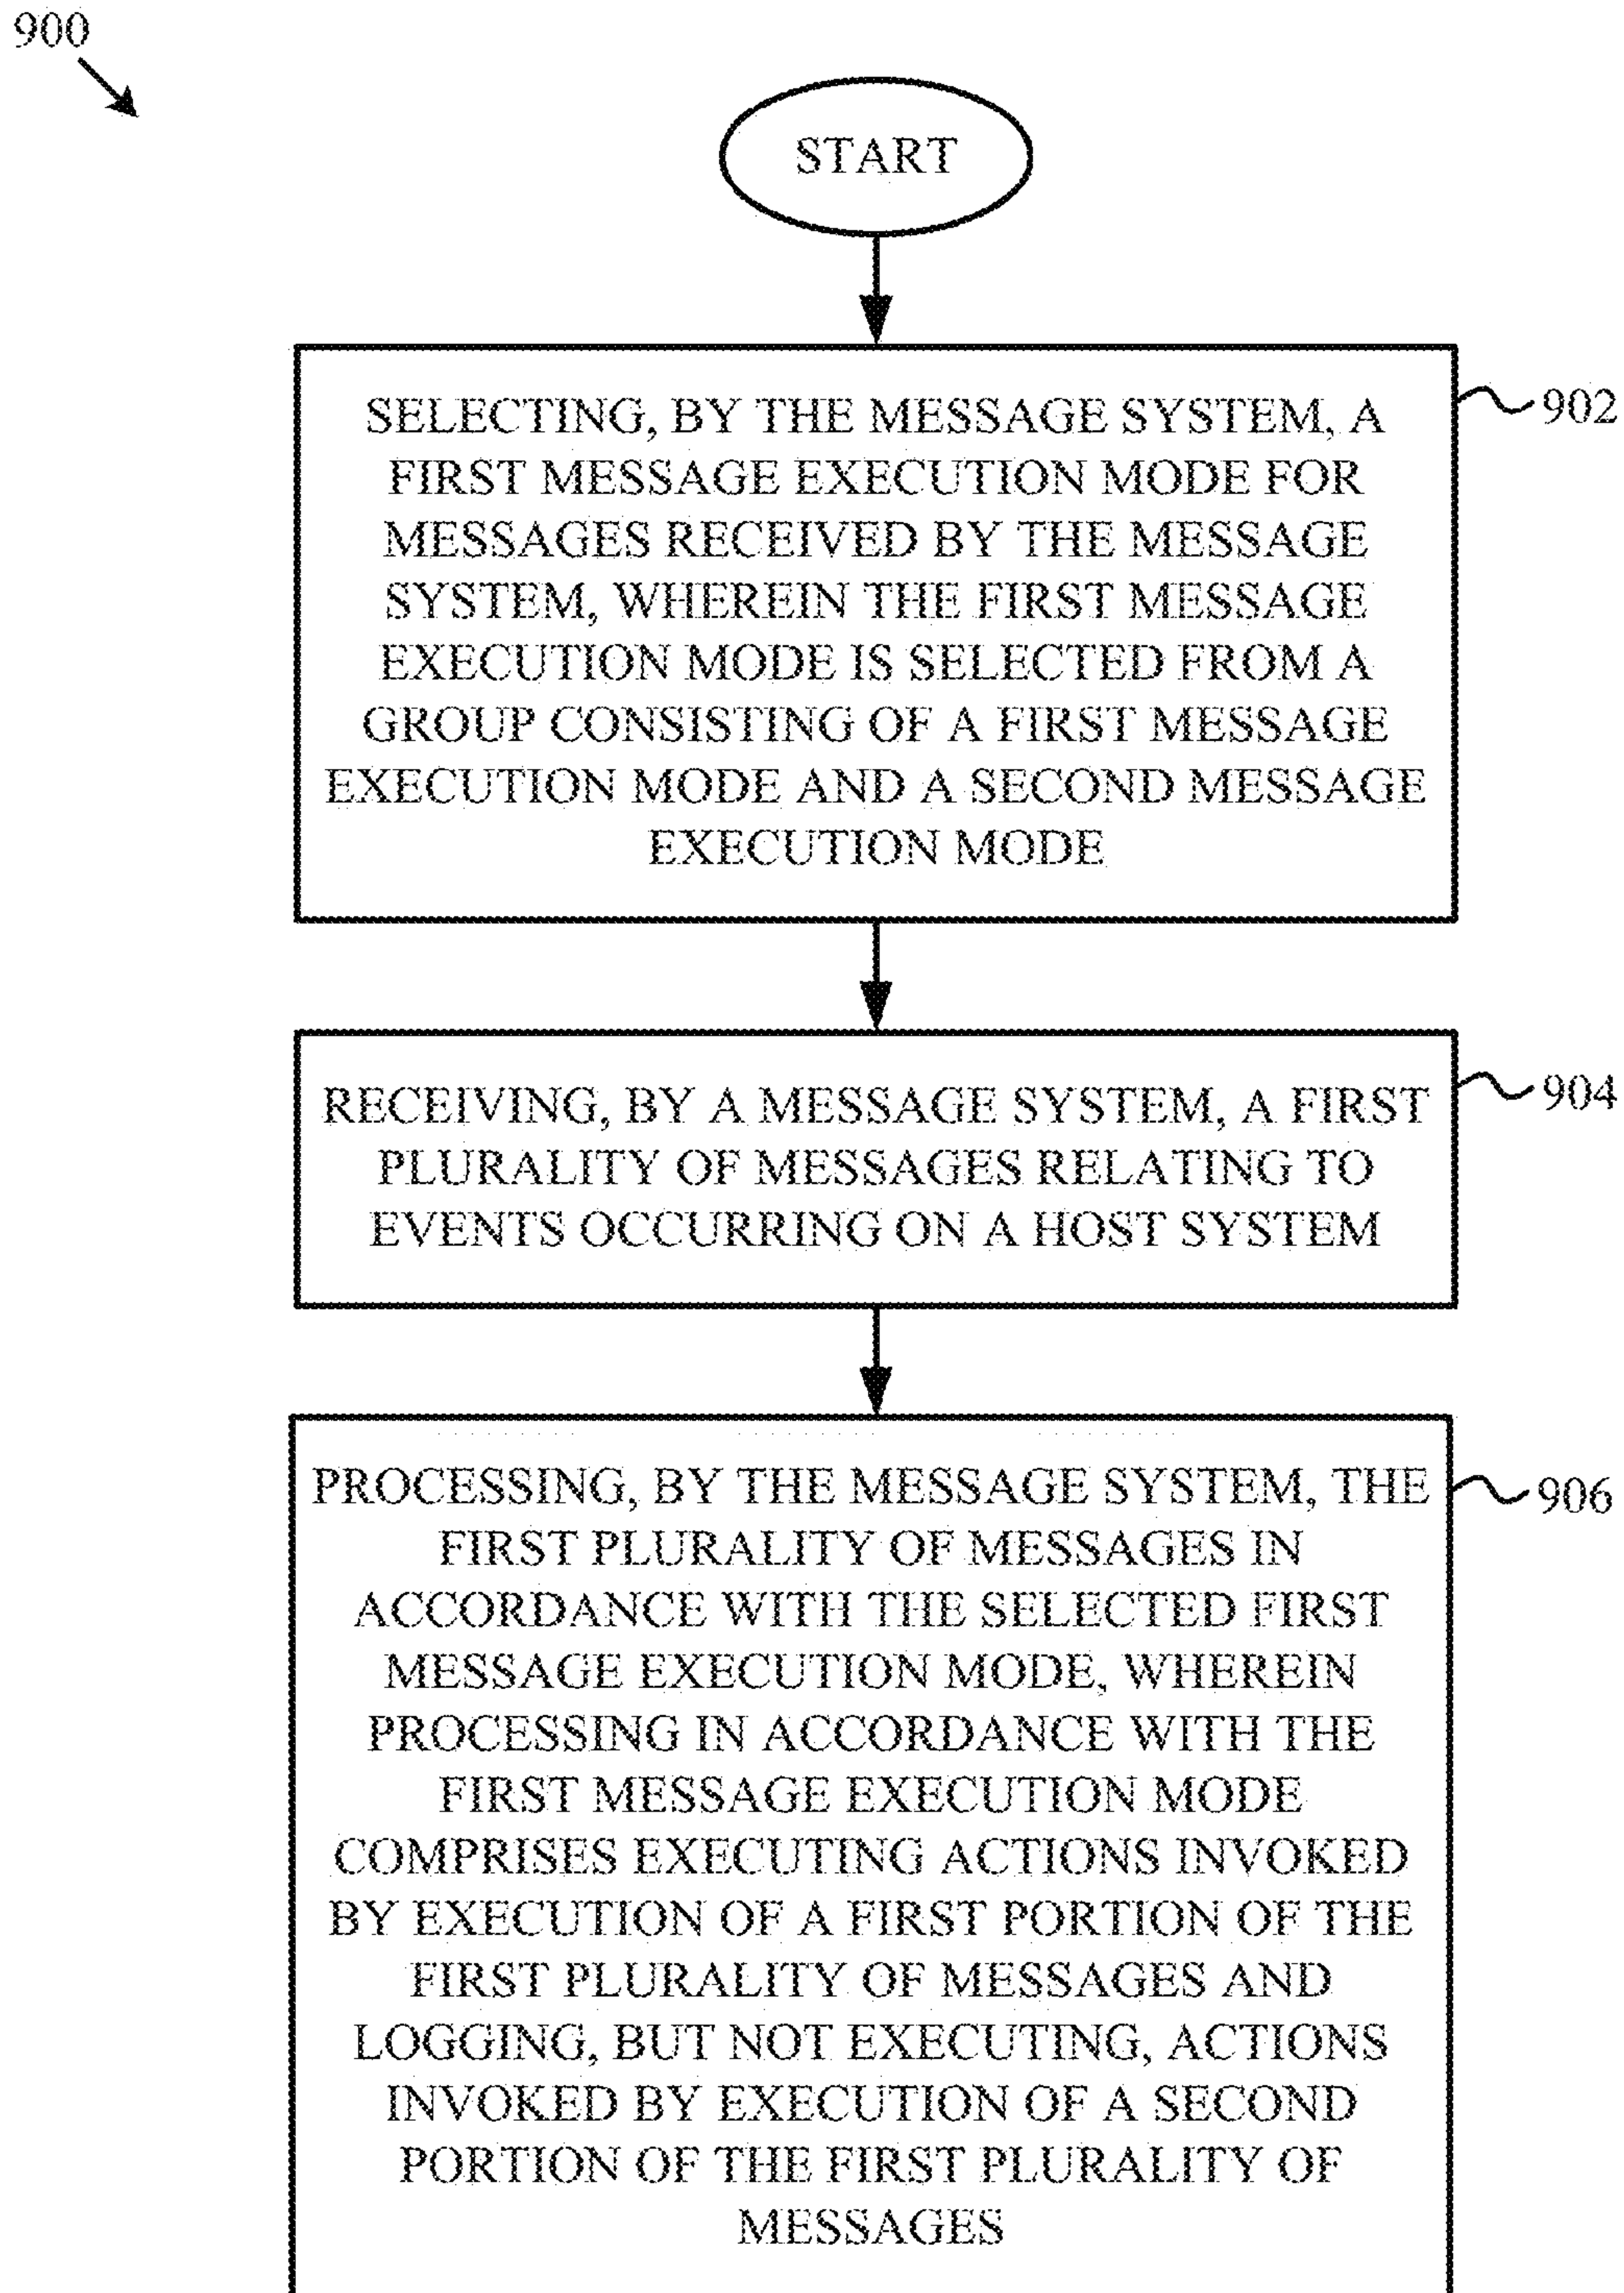 900
START
SELECTING, BY THE MESSAGE SYSTEM, A
FIRST MESSAGE EXECUTION MODE FOR
MESSAGES RECEIVED BY THE MESSAGE
SYSTEM, WHEREIN THE FIRST MESSAGE
EXECUTION MODE IS SELECTED FROM A
GROUP CONSISTING OF A FIRST MESSAGE
EXECUTION MODE AND A SECOND MESSAGE
EXECUTION MODE
902
RECEIVING, BY A MESSAGE SYSTEM, A FIRST
PLURALITY OF MESSAGES RELATING TO
EVENTS OCCURRING ON A HOST SYSTEM
904
PROCESSING, BY THE MESSAGE SYSTEM, THE
FIRST PLURALITY OF MESSAGES IN
ACCORDANCE WITH THE SELECTED FIRST
MESSAGE EXECUTION MODE, WHEREIN
PROCESSING IN ACCORDANCE WITH THE
FIRST MESSAGE EXECUTION MODE
COMPRISES EXECUTING ACTIONS INVOKED
BY EXECUTION OF A FIRST PORTION OF THE
FIRST PLURALITY OF MESSAGES AND
LOGGING, BUT NOT EXECUTING, ACTIONS
INVOKED BY EXECUTION OF A SECOND
PORTION OF THE FIRST PLURALITY OF
MESSAGES
906